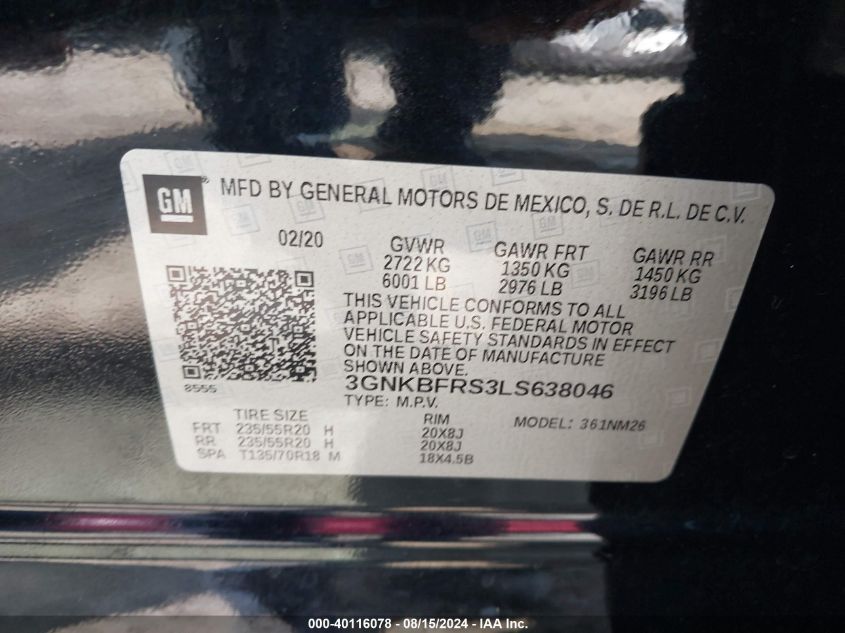 GM ® MFD BY GENERAL MOTORS DE MEXICO, S. DE R.L. DE C.V.
02/20 GVWR GAWR FRT GAWR RR
2722 KG 1350 KG 1450 KG
6001 LB 2976 LB 3196 LB
THIS VEHICLE CONFORMS TO ALL
APPLICABLE U.S. FEDERAL MOTOR
VEHICLE SAFETY STANDARDS IN EFFECT
ON THE DATE OF MANUFACTURE
SHOWN ABOVE.
8555 3GNKBFRS3LS638046
TYPE: M.P.V.
TIRE SIZE RIM MODEL: 361NM26
FRT 235/55R20 H 20X8J
RR 235/55R20 H 20X8J
SPA T135/70R18 M 18X4.5B
000-40116078 - 08/15/2024 - IAA Inc.